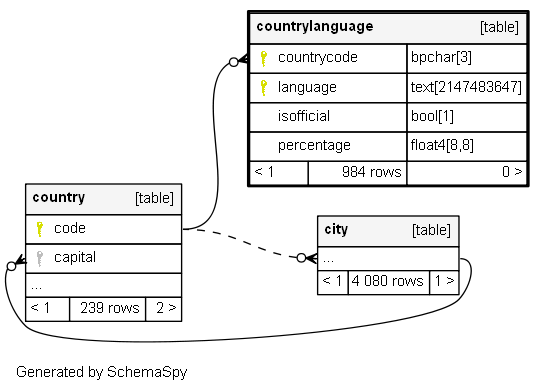 countrylanguage [table]
countrycode bpchar[3]
language text[2147483647]
isofficial bool[1]
percentage float4[8,8]
< 1 984 rows 0 >
country [table]
code
capital
...
< 1 239 rows 2 >
city [table]
...
< 1 4 080 rows 1 >
Generated by SchemaSpy